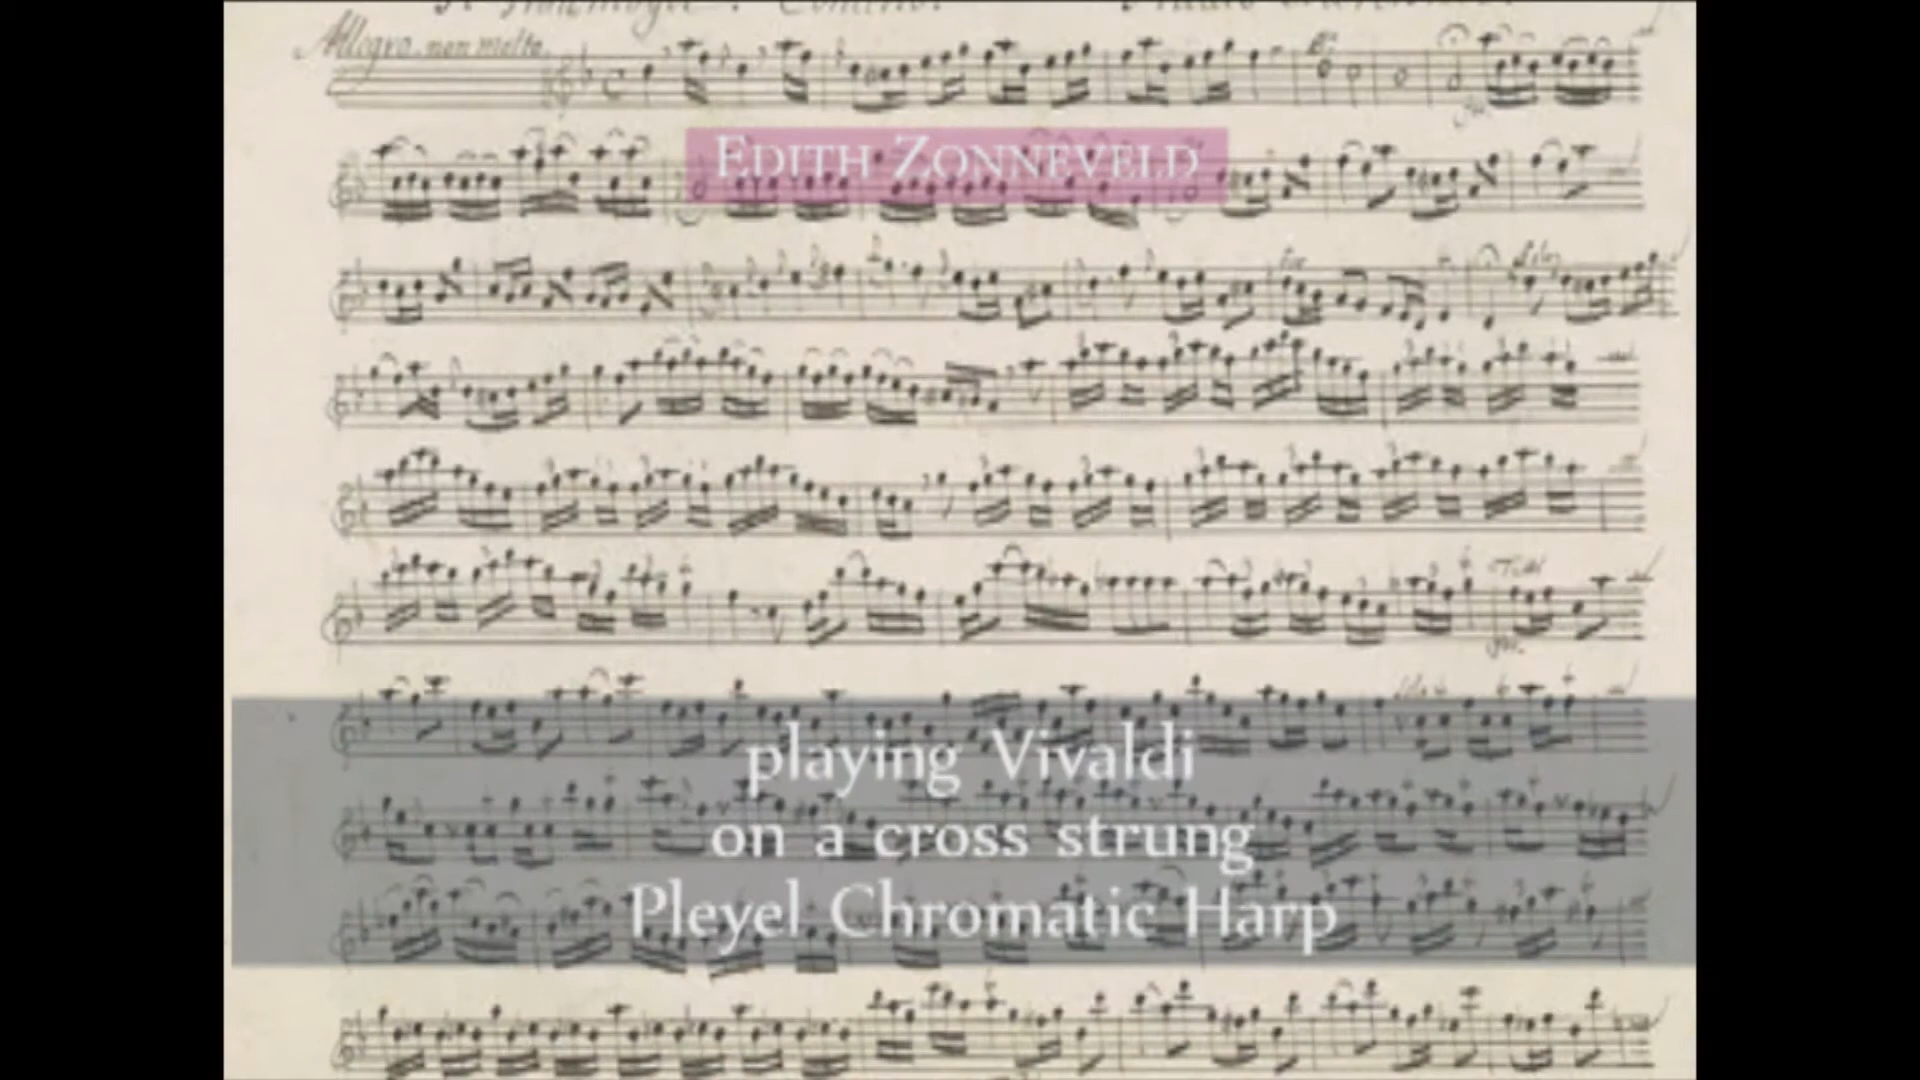 Allegro non molto
EDITH ZONNEVELD
playing Vivaldi
on a cross strung
Pleyel Chromatic Harp